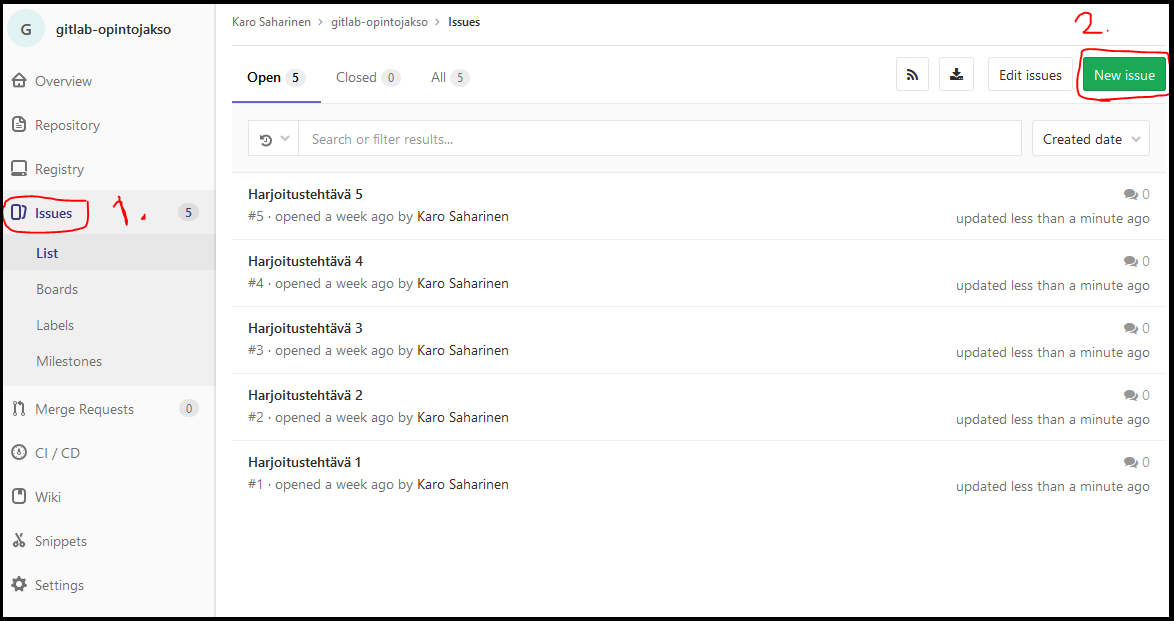 G gitlab-opintojakso
Overview
Repository
Registry
Issues 1. 5
List
Boards
Labels
Milestones
Merge Requests 0
CI / CD
Wiki
Snippets
Settings
Karo Saharinen > gitlab-opintojakso > Issues
2.
Open 5 Closed 0 All 5 Edit issues New issue
Search or filter results... Created date
Harjoitustehtävä 5 0
#5 · opened a week ago by Karo Saharinen updated less than a minute ago
Harjoitustehtävä 4 0
#4 · opened a week ago by Karo Saharinen updated less than a minute ago
Harjoitustehtävä 3 0
#3 · opened a week ago by Karo Saharinen updated less than a minute ago
Harjoitustehtävä 2 0
#2 · opened a week ago by Karo Saharinen updated less than a minute ago
Harjoitustehtävä 1 0
#1 · opened a week ago by Karo Saharinen updated less than a minute ago